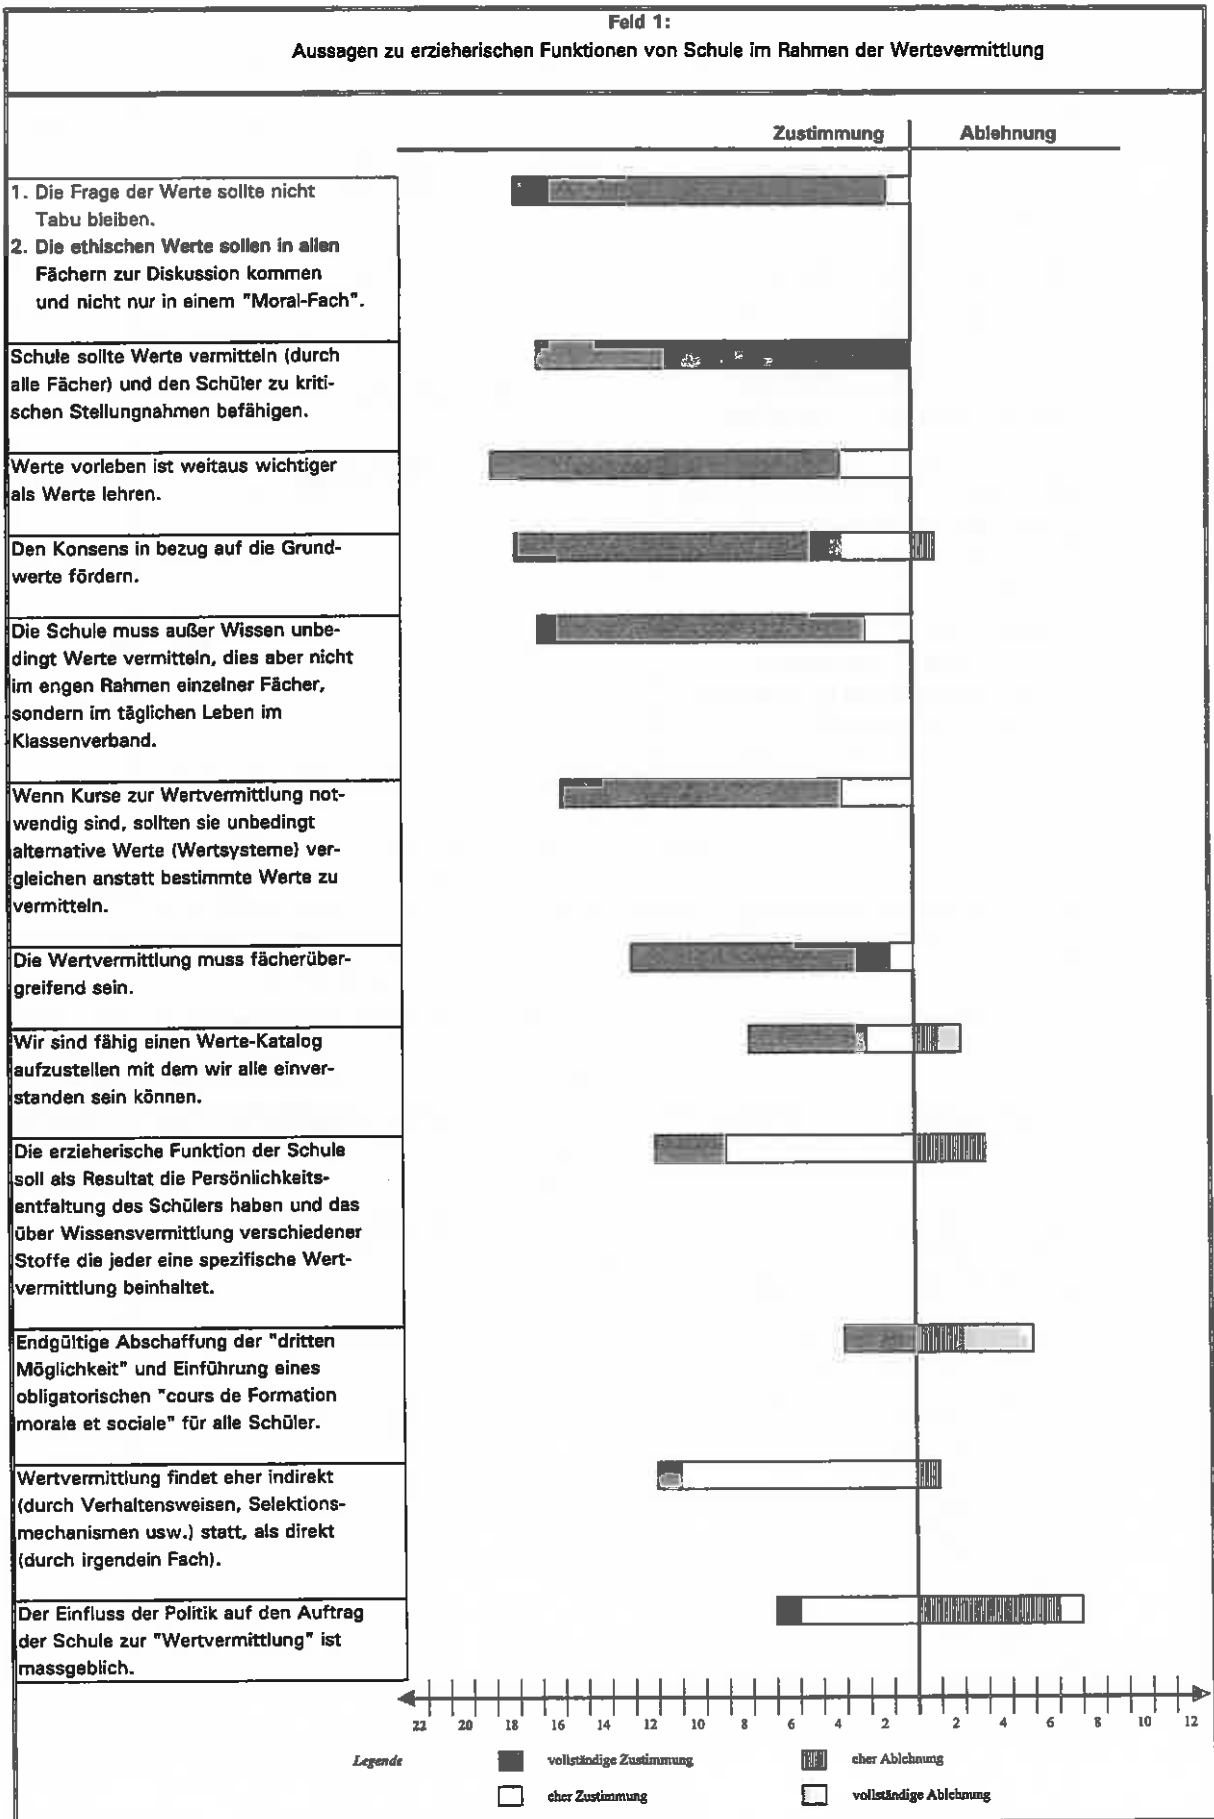 Feld 1:
Aussagen zu erzieherischen Funktionen von Schule im Rahmen der Wertevermittlung
Zustimmung Ablehnung
1. Die Frage der Werte sollte nicht
Tabu bleiben.
2. Die ethischen Werte sollen in allen
Fächern zur Diskussion kommen
und nicht nur in einem "Moral-Fach".
Schule sollte Werte vermitteln (durch
alle Fächer) und den Schüler zu kriti-
schen Stellungnahmen befähigen.
Werte vorleben ist weitaus wichtiger
als Werte lehren.
Den Konsens in bezug auf die Grund-
werte fördern.
Die Schule muss außer Wissen unbe-
dingt Werte vermitteln, dies aber nicht
im engen Rahmen einzelner Fächer,
sondern im täglichen Leben im
Klassenverband.
Wenn Kurse zur Wertvermittlung not-
wendig sind, sollten sie unbedingt
alternative Werte (Wertsysteme) ver-
gleichen anstatt bestimmte Werte zu
vermitteln.
Die Wertvermittlung muss fächerüber-
greifend sein.
Wir sind fähig einen Werte-Katalog
aufzustellen mit dem wir alle einver-
standen sein können.
Die erzieherische Funktion der Schule
soll als Resultat die Persönlichkeits-
entfaltung des Schülers haben und das
über Wissensvermittlung verschiedener
Stoffe die jeder eine spezifische Wert-
vermittlung beinhaltet.
Endgültige Abschaffung der "dritten
Möglichkeit" und Einführung eines
obligatorischen "cours de Formation
morale et sociale" für alle Schüler.
Wertvermittlung findet eher indirekt
(durch Verhaltensweisen, Selektions-
mechanismen usw.) statt, als direkt
(durch irgendein Fach).
Der Einfluss der Politik auf den Auftrag
der Schule zur "Wertvermittlung" ist
massgeblich.
22 20 18 16 14 12 10 8 6 4 2 2 4 6 8 10 12
Legende vollständige Zustimmung eher Ablehnung
eher Zustimmung vollständige Ablehnung